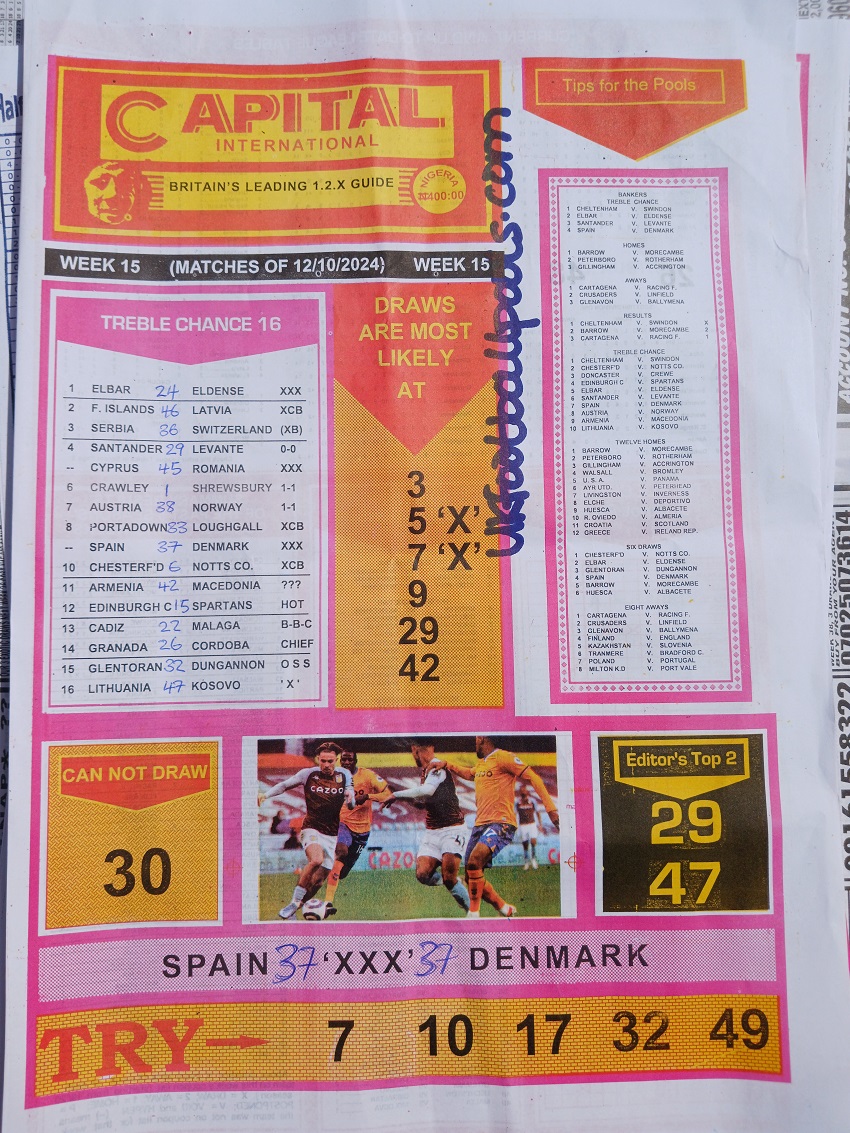 CAPITAL
INTERNATIONAL
BRITAIN'S LEADING 1.2.X GUIDE
NIGERIA
₦400:00
WEEK 15 (MATCHES OF 12/10/2024) WEEK 15
TREBLE CHANCE 16
1 ELBAR 24 ELDENSE XXX
2 F. ISLANDS 46 LATVIA XCB
3 SERBIA 36 SWITZERLAND (XB)
4 SANTANDER 29 LEVANTE 0-0
-- CYPRUS 45 ROMANIA XXX
6 CRAWLEY 1 SHREWSBURY 1-1
7 AUSTRIA 38 NORWAY 1-1
8 PORTADOWN 33 LOUGHGALL XCB
-- SPAIN 37 DENMARK XXX
10 CHESTERF'D 6 NOTTS CO. XCB
11 ARMENIA 42 MACEDONIA ???
12 EDINBURGH C 15 SPARTANS HOT
13 CADIZ 22 MALAGA B-B-C
14 GRANADA 26 CORDOBA CHIEF
15 GLENTORAN 32 DUNGANNON O S S
16 LITHUANIA 47 KOSOVO 'X'
DRAWS
ARE MOST
LIKELY
AT
3
5 'X'
7 'X'
9
29
42
ukfootballpools.com
Tips for the Pools
BANKERS
TREBLE CHANCE
1 CHELTENHAM V. SWINDON
2 ELBAR V. ELDENSE
3 SANTANDER V. LEVANTE
4 SPAIN V. DENMARK
HOMES
1 BARROW V. MORECAMBE
2 PETERBORO V. ROTHERHAM
3 GILLINGHAM V. ACCRINGTON
AWAYS
1 CARTAGENA V. RACING F.
2 CRUSADERS V. LINFIELD
3 GLENAVON V. BALLYMENA
RESULTS
1 CHELTENHAM V. SWINDON X
2 BARROW V. MORECAMBE 2
3 CARTAGENA V. RACING F. 1
TREBLE CHANCE
1 CHELTENHAM V. SWINDON
2 CHESTERF'D V. NOTTS CO.
3 DONCASTER V. CREWE
4 EDINBURGH C V. SPARTANS
5 ELBAR V. ELDENSE
6 SANTANDER V. LEVANTE
7 SPAIN V. DENMARK
8 AUSTRIA V. NORWAY
9 ARMENIA V. MACEDONIA
10 LITHUANIA V. KOSOVO
TWELVE HOMES
1 BARROW V. MORECAMBE
2 PETERBORO V. ROTHERHAM
3 GILLINGHAM V. ACCRINGTON
4 WALSALL V. BROMLEY
5 U. S. A. V. PANAMA
6 AYR UTD. V. PETERHEAD
7 LIVINGSTON V. INVERNESS
8 ELCHE V. DEPORTIVO
9 HUESCA V. ALBACETE
10 R. OVIEDO V. ALMERIA
11 CROATIA V. SCOTLAND
12 GREECE V. IRELAND REP.
SIX DRAWS
1 CHESTERF'D V. NOTTS CO.
2 ELBAR V. ELDENSE
3 GLENTORAN V. DUNGANNON
4 SPAIN V. DENMARK
5 BARROW V. MORECAMBE
6 HUESCA V. ALBACETE
EIGHT AWAYS
1 CARTAGENA V. RACING F.
2 CRUSADERS V. LINFIELD
3 GLENAVON V. BALLYMENA
4 FINLAND V. ENGLAND
5 KAZAKHSTAN V. SLOVENIA
6 TRANMERE V. BRADFORD C.
7 POLAND V. PORTUGAL
8 MILTON K.D V. PORT VALE
CAN NOT DRAW
30
CAZOO
CAZOO
Editor's Top 2
29
47
SPAIN 37 'XXX' 37 DENMARK
TRY 7 10 17 32 49
BUY FROM YOUR AGENT
07025073614
08161558322